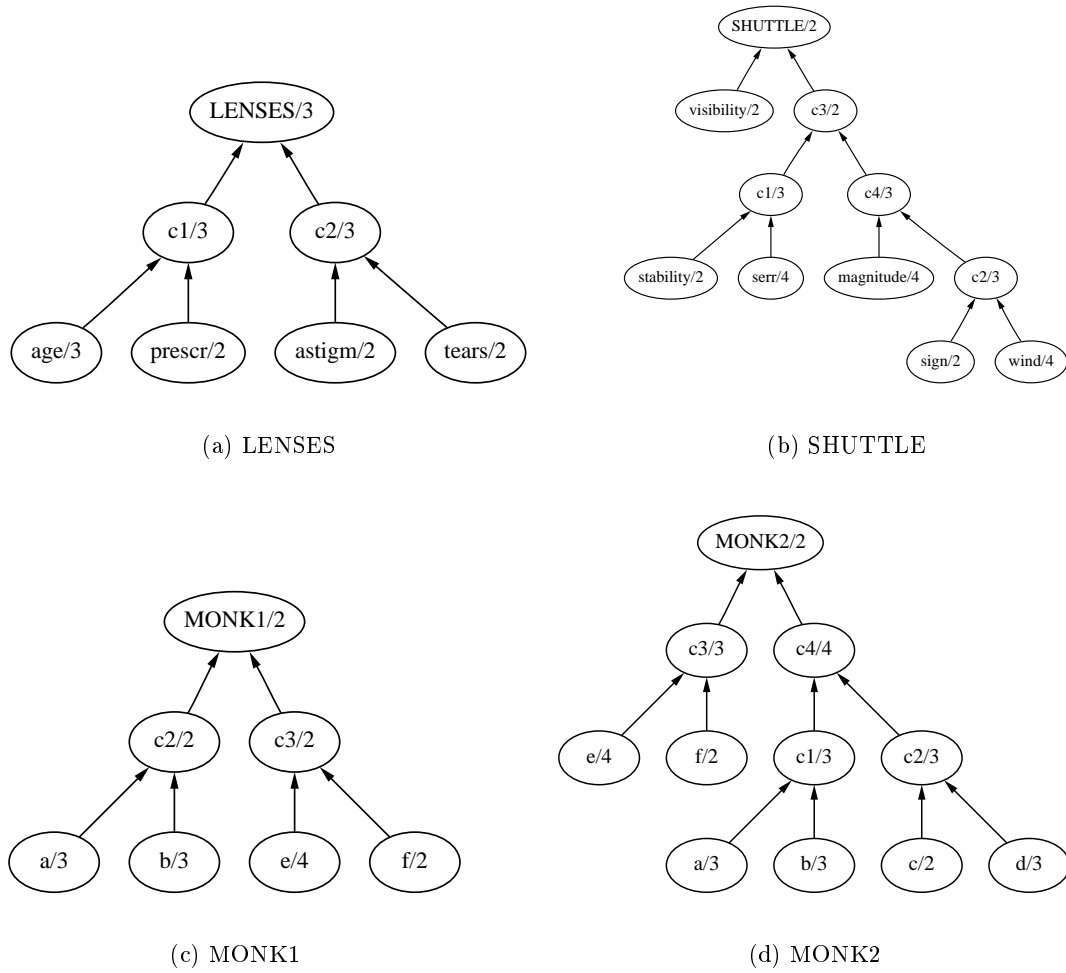 LENSES/3
c1/3 c2/3
age/3 prescr/2 astigm/2 tears/2
(a) LENSES
SHUTTLE/2
visibility/2 c3/2
c1/3 c4/3
stability/2 serr/4 magnitude/4 c2/3
sign/2 wind/4
(b) SHUTTLE
MONK1/2
c2/2 c3/2
a/3 b/3 e/4 f/2
(c) MONK1
MONK2/2
c3/3 c4/4
e/4 f/2 c1/3 c2/3
a/3 b/3 c/2 d/3
(d) MONK2